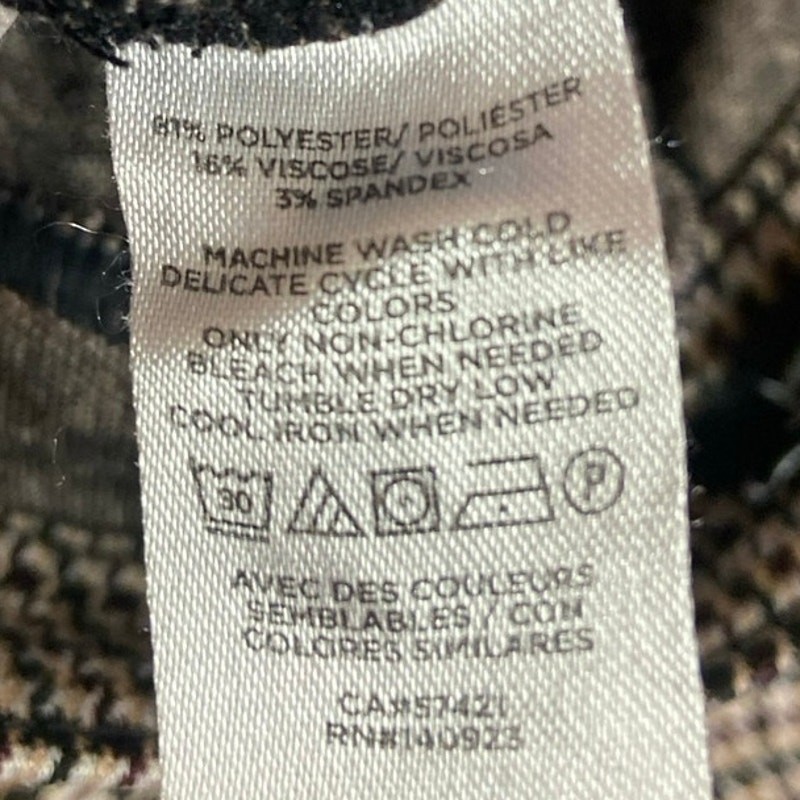 81% POLYESTER/ POLIÉSTER
16% VISCOSE/ VISCOSA
3% SPANDEX
MACHINE WASH COLD
DELICATE CYCLE WITH LIKE
COLORS
ONLY NON-CHLORINE
BLEACH WHEN NEEDED
TUMBLE DRY LOW
COOL IRON WHEN NEEDED
30 P
AVEC DES COULEURS
SEMBLABLES / CON
COLORES SIMILARES
CA#57421
RN#140923